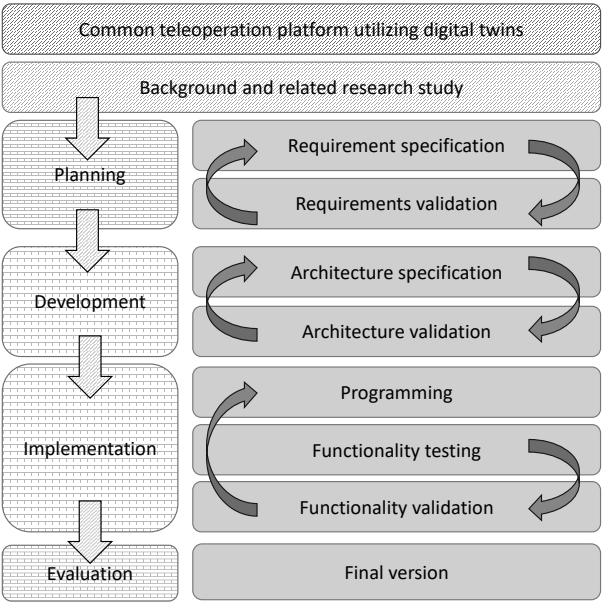 Common teleoperation platform utilizing digital twins
Background and related research study
Planning
Requirement specification
Requirements validation
Development
Architecture specification
Architecture validation
Implementation
Programming
Functionality testing
Functionality validation
Evaluation
Final version